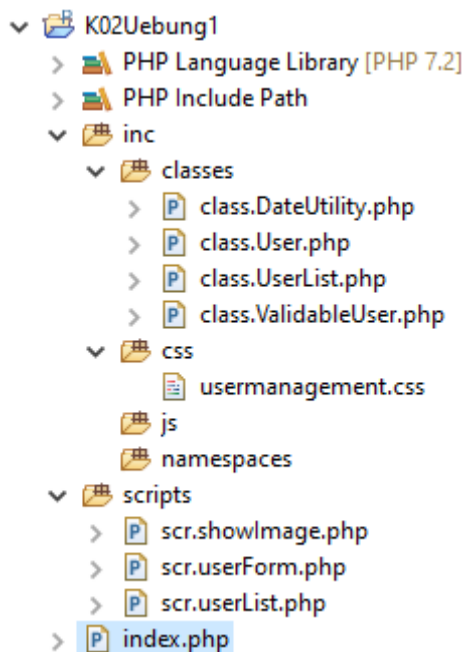 K02Uebung1
PHP Language Library [PHP 7.2]
PHP Include Path
inc
classes
class.DateUtility.php
class.User.php
class.UserList.php
class.ValidableUser.php
css
usermanagement.css
js
namespaces
scripts
scr.showImage.php
scr.userForm.php
scr.userList.php
index.php